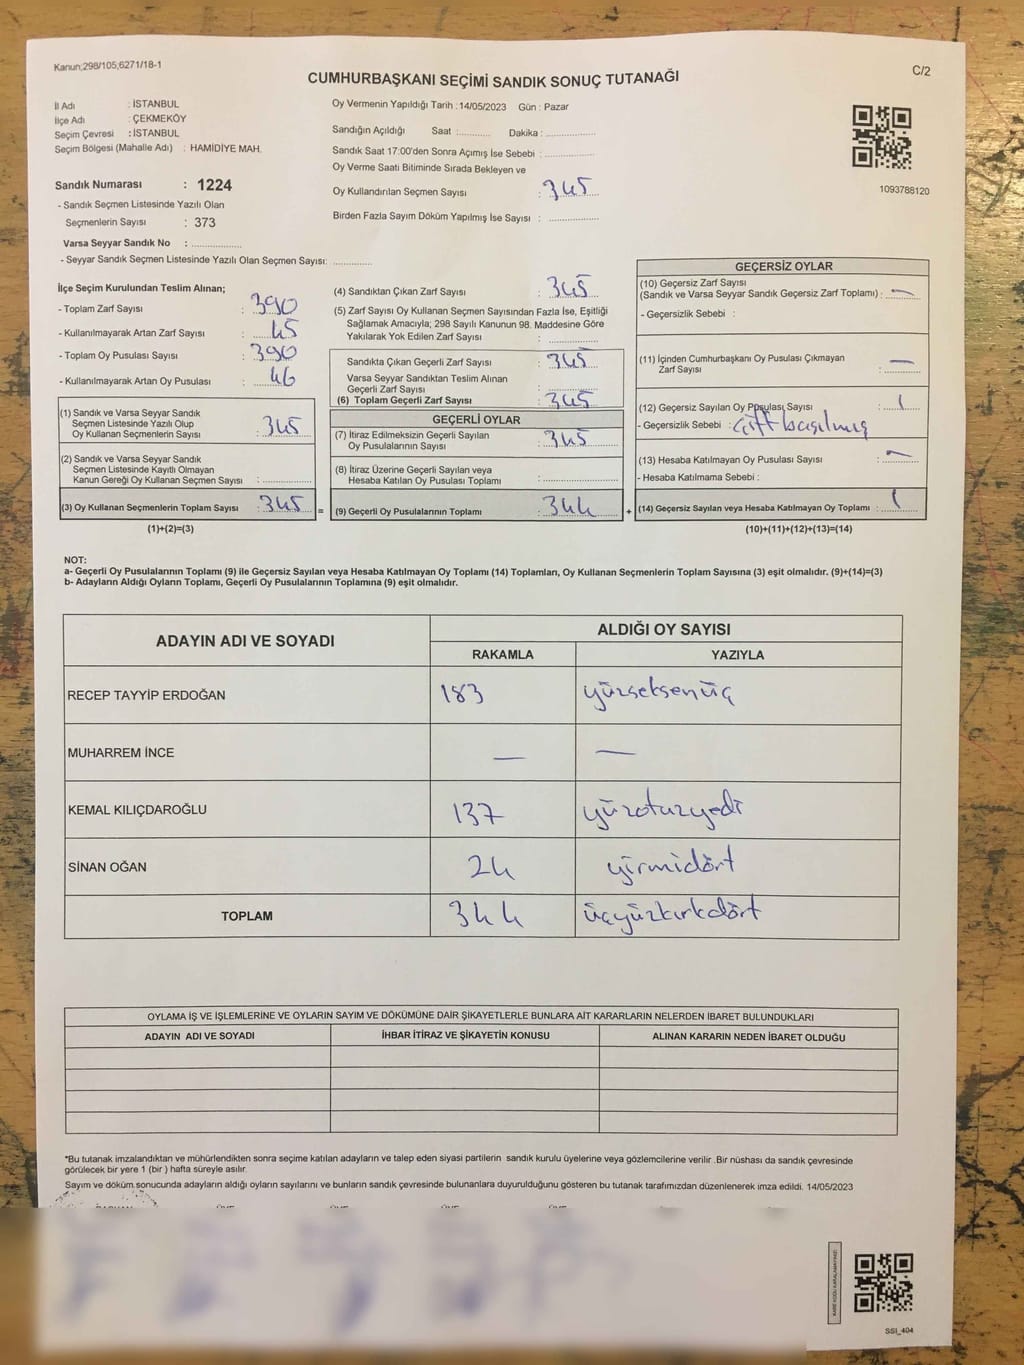 Kanun;298/105;6271/18-1
C/2
CUMHURBAŞKANI SEÇİMİ SANDIK SONUÇ TUTANAĞI
İl Adı : İSTANBUL
İlçe Adı : ÇEKMEKÖY
Seçim Çevresi : İSTANBUL
Seçim Bölgesi (Mahalle Adı) : HAMİDİYE MAH.
Sandık Numarası : 1224
- Sandık Seçmen Listesinde Yazılı Olan
Seçmenlerin Sayısı : 373
Varsa Seyyar Sandık No : ............
- Seyyar Sandık Seçmen Listesinde Yazılı Olan Seçmen Sayısı: ............
Oy Vermenin Yapıldığı Tarih : 14/05/2023 Gün : Pazar
Sandığın Açıldığı Saat : ............ Dakika : ............
Sandık Saat 17:00'den Sonra Açımış İse Sebebi : ............
Oy Verme Saati Bitiminde Sırada Bekleyen ve
Oy Kullandırılan Seçmen Sayısı : 345
Birden Fazla Sayım Döküm Yapılmış İse Sayısı : ............
1093788120
İlçe Seçim Kurulundan Teslim Alınan;
- Toplam Zarf Sayısı : 390
- Kullanılmayarak Artan Zarf Sayısı : 45
- Toplam Oy Pusulası Sayısı : 390
- Kullanılmayarak Artan Oy Pusulası : 46
(1) Sandık ve Varsa Seyyar Sandık
Seçmen Listesinde Yazılı Olup
Oy Kullanan Seçmenlerin Sayısı : 345
(2) Sandık ve Varsa Seyyar Sandık
Seçmen Listesinde Kayıtlı Olmayan
Kanun Gereği Oy Kullanan Seçmen Sayısı : ............
(3) Oy Kullanan Seçmenlerin Toplam Sayısı : 345
(1)+(2)=(3)
=
(4) Sandıktan Çıkan Zarf Sayısı : 345
(5) Zarf Sayısı Oy Kullanan Seçmen Sayısından Fazla İse, Eşitliği
Sağlamak Amacıyla; 298 Sayılı Kanunun 98. Maddesine Göre
Yakılarak Yok Edilen Zarf Sayısı : ............
Sandıkta Çıkan Geçerli Zarf Sayısı : 345
Varsa Seyyar Sandıktan Teslim Alınan
Geçerli Zarf Sayısı : ............
(6) Toplam Geçerli Zarf Sayısı : 345
GEÇERLİ OYLAR
(7) İtiraz Edilmeksizin Geçerli Sayılan
Oy Pusulalarının Sayısı : 345
(8) İtiraz Üzerine Geçerli Sayılan veya
Hesaba Katılan Oy Pusulası Toplamı : ............
(9) Geçerli Oy Pusulalarının Toplamı : 344
+
GEÇERSİZ OYLAR
(10) Geçersiz Zarf Sayısı
(Sandık ve Varsa Seyyar Sandık Geçersiz Zarf Toplamı) : —
- Geçersizlik Sebebi :
(11) İçinden Cumhurbaşkanı Oy Pusulası Çıkmayan
Zarf Sayısı : —
(12) Geçersiz Sayılan Oy Pusulası Sayısı : 1
- Geçersizlik Sebebi : çift basılmış
(13) Hesaba Katılmayan Oy Pusulası Sayısı : —
- Hesaba Katılmama Sebebi :
(14) Geçersiz Sayılan veya Hesaba Katılmayan Oy Toplamı : 1
(10)+(11)+(12)+(13)=(14)
NOT:
a- Geçerli Oy Pusulalarının Toplamı (9) ile Geçersiz Sayılan veya Hesaba Katılmayan Oy Toplamı (14) Toplamları, Oy Kullanan Seçmenlerin Toplam Sayısına (3) eşit olmalıdır. (9)+(14)=(3)
b- Adayların Aldığı Oyların Toplamı, Geçerli Oy Pusulalarının Toplamına (9) eşit olmalıdır.
ADAYIN ADI VE SOYADI ALDIĞI OY SAYISI
RAKAMLA YAZIYLA
RECEP TAYYİP ERDOĞAN 183 yüzseksenüç
MUHARREM İNCE — —
KEMAL KILIÇDAROĞLU 137 yüzotuzyedi
SİNAN OĞAN 24 yirmidört
TOPLAM 344 üçyüzkırkdört
OYLAMA İŞ VE İŞLEMLERİNE VE OYLARIN SAYIM VE DÖKÜMÜNE DAİR ŞİKAYETLERLE BUNLARA AİT KARARLARIN NELERDEN İBARET BULUNDUKLARI
ADAYIN ADI VE SOYADI İHBAR İTİRAZ VE ŞİKAYETİN KONUSU ALINAN KARARIN NEDEN İBARET OLDUĞU
*Bu tutanak imzalandıktan ve mühürlendikten sonra seçime katılan adayların ve talep eden siyasi partilerin sandık kurulu üyelerine veya gözlemcilerine verilir .Bir nüshası da sandık çevresinde
görülecek bir yere 1 (bir ) hafta süreyle asılır.
Sayım ve döküm sonucunda adayların aldığı oyların sayılarını ve bunların sandık çevresinde bulunanlara duyurulduğunu gösteren bu tutanak tarafımızdan düzenlenerek imza edildi. 14/05/2023
KARE KODU KARALAMAYINIZ!
SSI_404